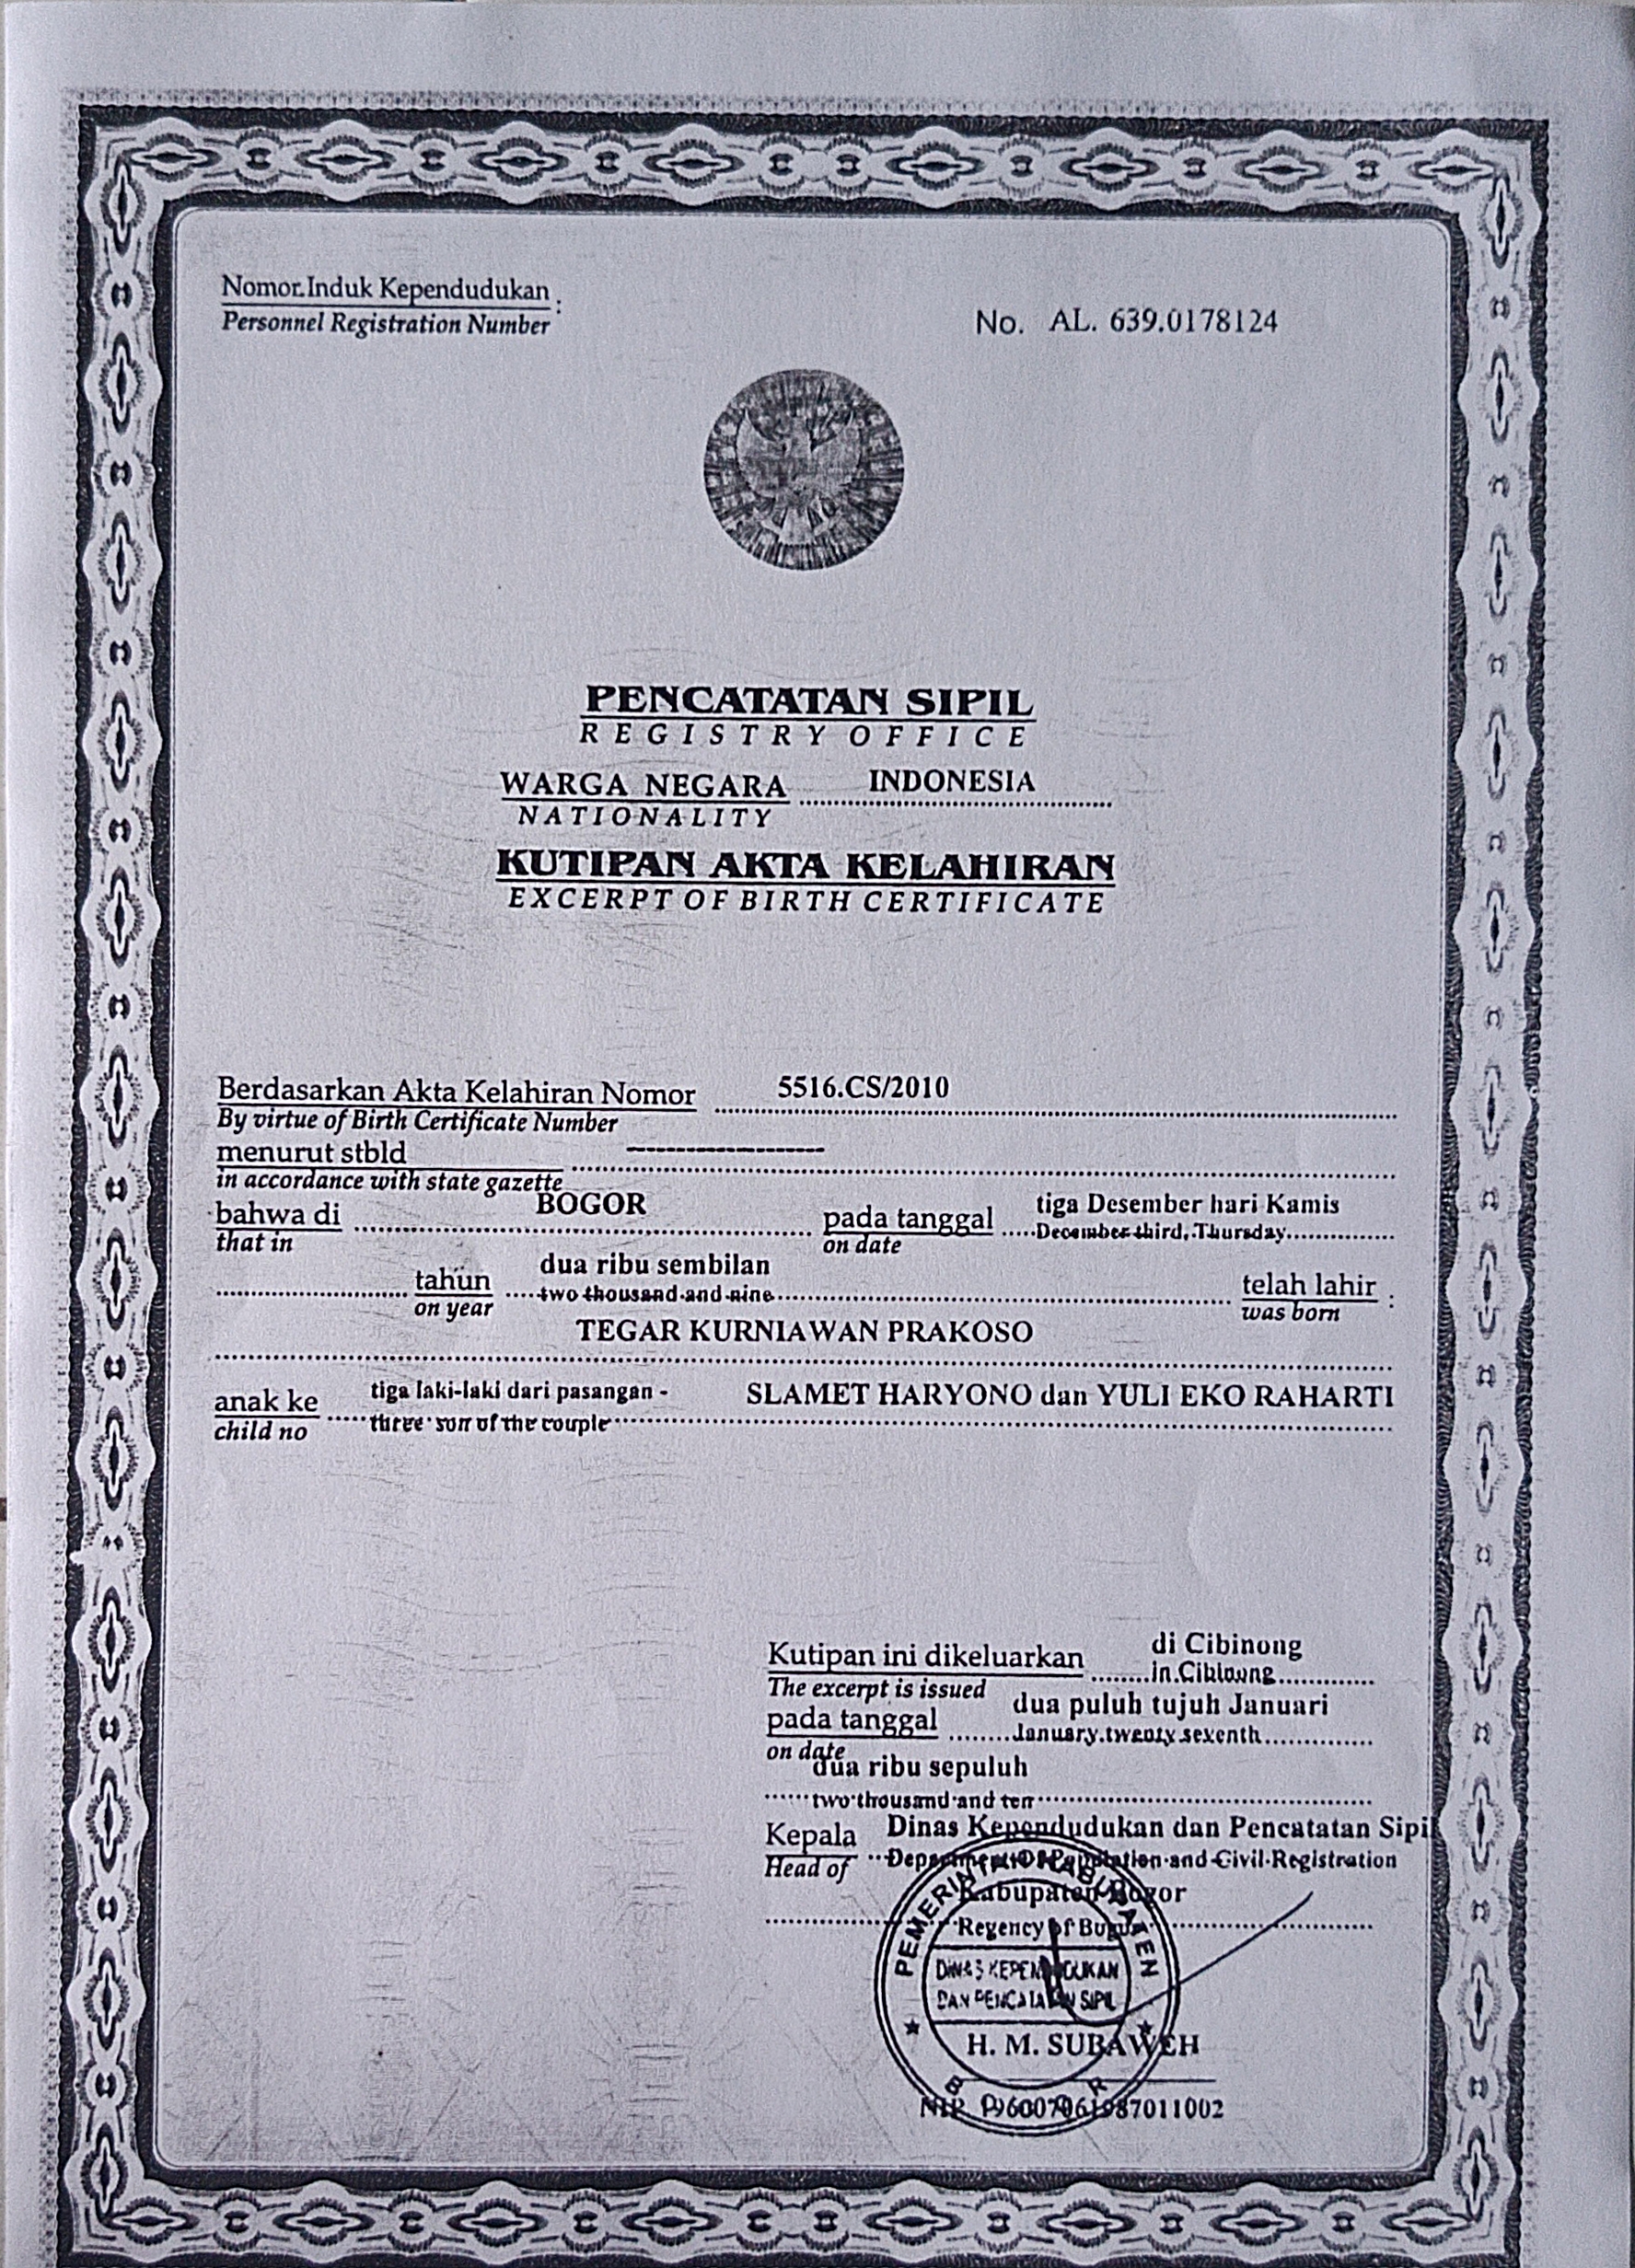 Nomor Induk Kependudukan :
Personnel Registration Number
No. AL. 639.0178124
PENCATATAN SIPIL
REGISTRY OFFICE
WARGA NEGARA INDONESIA
NATIONALITY
KUTIPAN AKTA KELAHIRAN
EXCERPT OF BIRTH CERTIFICATE
Berdasarkan Akta Kelahiran Nomor 5516.CS/2010
By virtue of Birth Certificate Number
menurut stbld ----------------
in accordance with state gazette
bahwa di BOGOR pada tanggal tiga Desember hari Kamis
that in on date December third, Thursday
tahun dua ribu sembilan telah lahir :
on year two thousand and nine was born
TEGAR KURNIAWAN PRAKOSO
anak ke tiga laki-laki dari pasangan - SLAMET HARYONO dan YULI EKO RAHARTI
child no three son of the couple
Kutipan ini dikeluarkan di Cibinong
The excerpt is issued in Cibinong
pada tanggal dua puluh tujuh Januari
on date January twenty seventh
dua ribu sepuluh
two thousand and ten
Kepala Dinas Kependudukan dan Pencatatan Sipil
Head of Department Of Population and Civil Registration
Kabupaten Bogor
Regency of Bogor
PEMERINTAH KABUPATEN
DINAS KEPENDUDUKAN
DAN PENCATATAN SIPIL
H. M. SUBAWEH
B O G O R
NIP. 196007061987011002